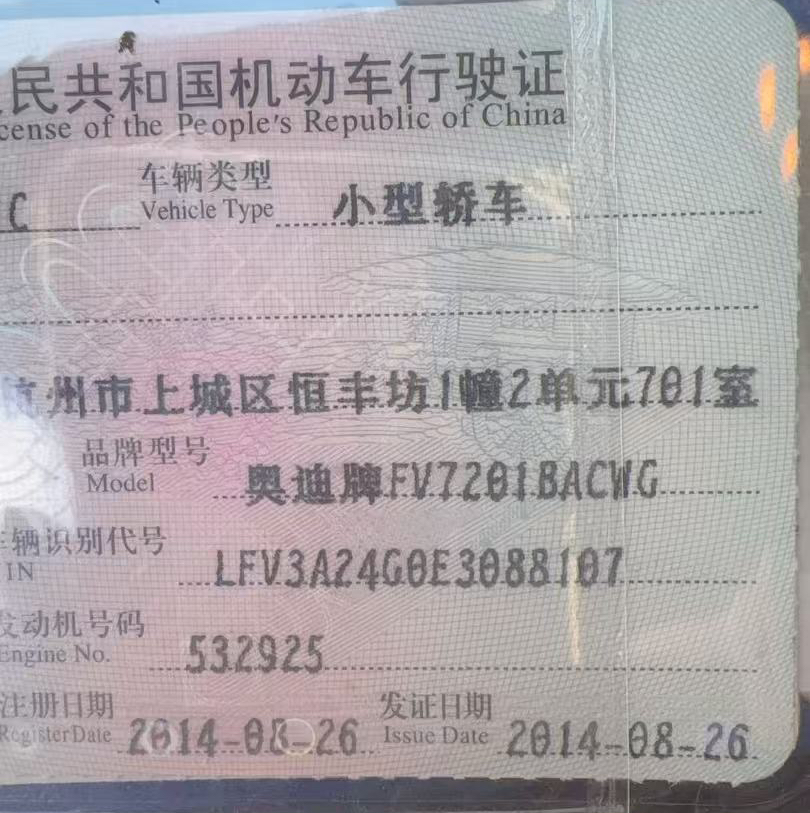 民共和国机动车行驶证
cense of the People's Republic of China
C 车辆类型 小型轿车
Vehicle Type
杭州市上城区恒丰坊1幢2单元701室
品牌型号 奥迪牌FV7201BACWG
Model
车辆识别代号 LFV3A24G0E3088107
IN
发动机号码 532925
Engine No.
注册日期 2014-08-26 发证日期 2014-08-26
Register Date Issue Date